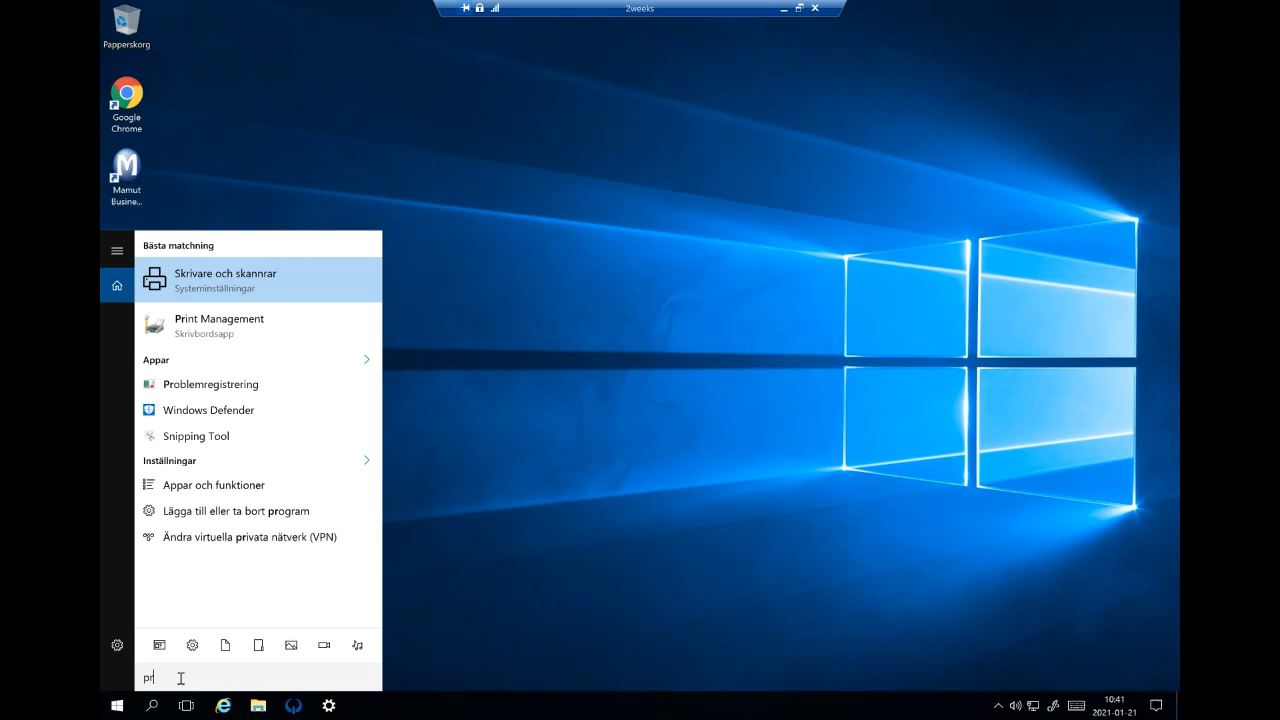 2weeks
Papperskorg
Google
Chrome
M
Mamut
Busine...
Bästa matchning
Skrivare och skannrar
Systeminställningar
Print Management
Skrivbordsapp
Appar
Problemregistrering
Windows Defender
Snipping Tool
Inställningar
Appar och funktioner
Lägga till eller ta bort program
Ändra virtuella privata nätverk (VPN)
pr
10:41
2021-01-21